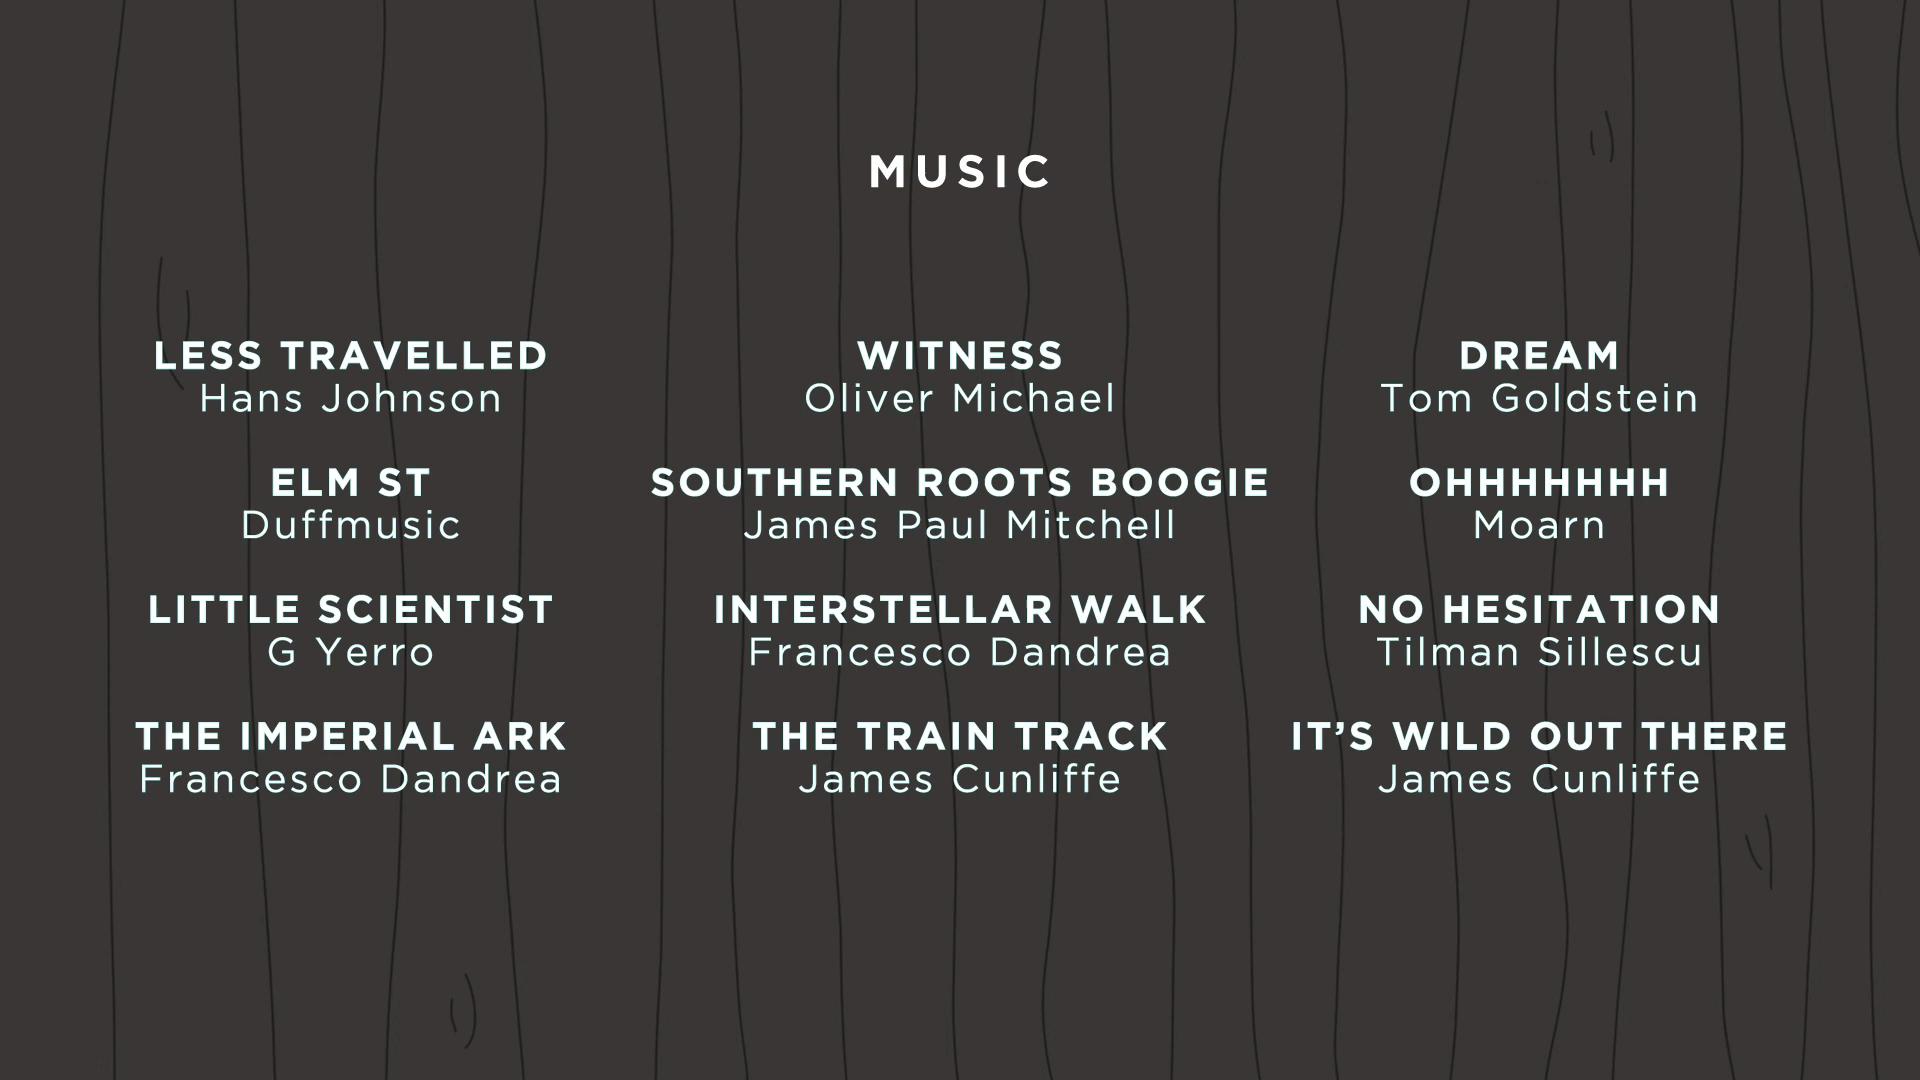 MUSIC
LESS TRAVELLED
Hans Johnson
ELM ST
Duffmusic
LITTLE SCIENTIST
G Yerro
THE IMPERIAL ARK
Francesco Dandrea
WITNESS
Oliver Michael
SOUTHERN ROOTS BOOGIE
James Paul Mitchell
INTERSTELLAR WALK
Francesco Dandrea
THE TRAIN TRACK
James Cunliffe
DREAM
Tom Goldstein
OHHHHHHH
Moarn
NO HESITATION
Tilman Sillescu
IT’S WILD OUT THERE
James Cunliffe